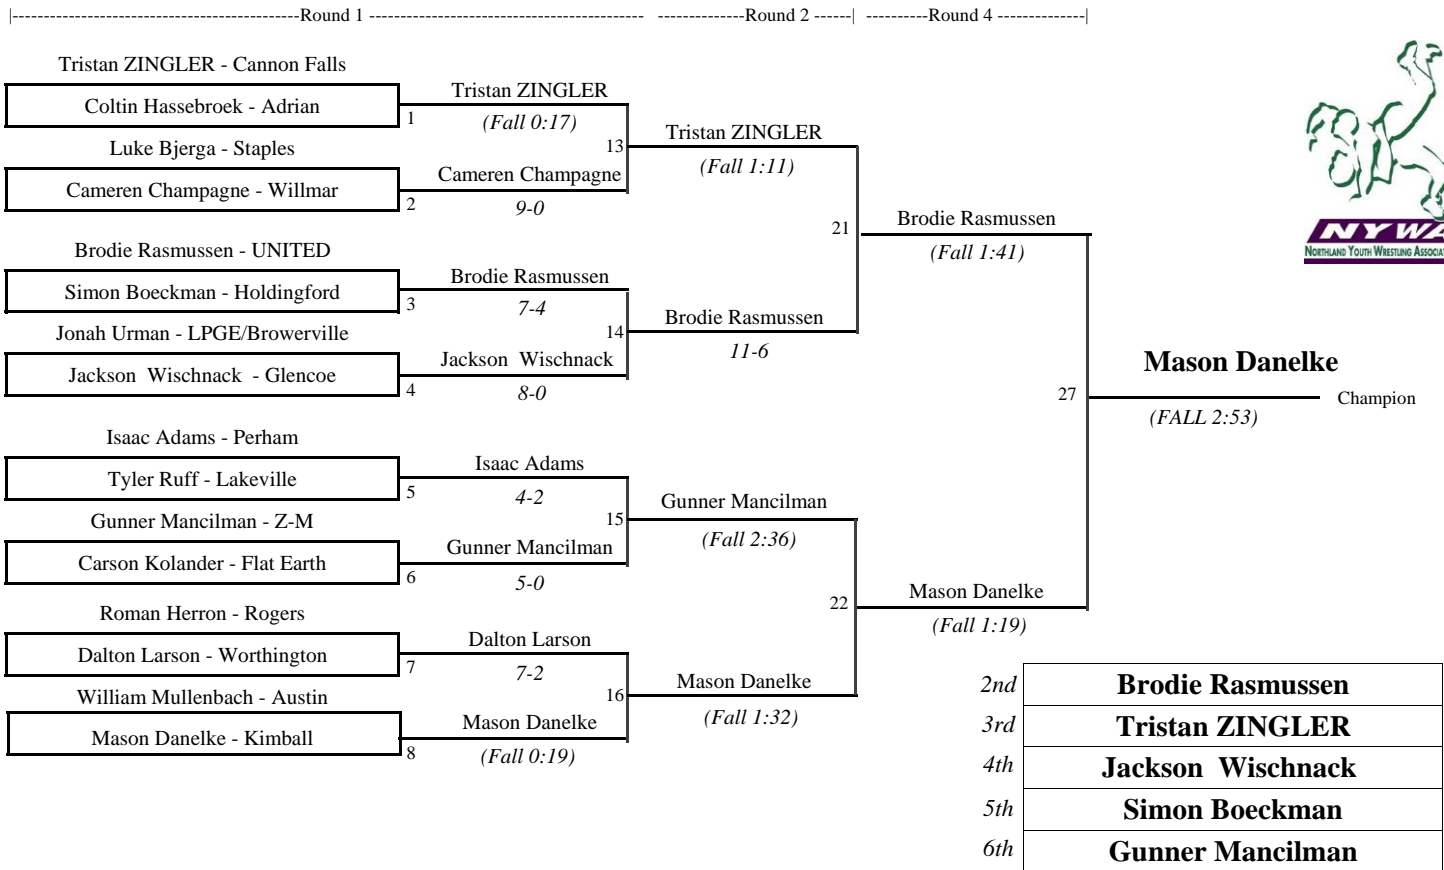 |-----------------------------------------------Round 1 --------------------------------------------- --------------Round 2 ------| ----------Round 4 --------------|
Tristan ZINGLER - Cannon Falls
Coltin Hassebroek - Adrian
1
Luke Bjerga - Staples
Cameren Champagne - Willmar
2
Brodie Rasmussen - UNITED
Simon Boeckman - Holdingford
3
Jonah Urman - LPGE/Browerville
Jackson Wischnack - Glencoe
4
Isaac Adams - Perham
Tyler Ruff - Lakeville
5
Gunner Mancilman - Z-M
Carson Kolander - Flat Earth
6
Roman Herron - Rogers
Dalton Larson - Worthington
7
William Mullenbach - Austin
Mason Danelke - Kimball
8
Tristan ZINGLER
(Fall 0:17)
13
Cameren Champagne
9-0
Brodie Rasmussen
7-4
14
Jackson Wischnack
8-0
Isaac Adams
4-2
15
Gunner Mancilman
5-0
Dalton Larson
7-2
16
Mason Danelke
(Fall 0:19)
Tristan ZINGLER
(Fall 1:11)
21
Brodie Rasmussen
11-6
Gunner Mancilman
(Fall 2:36)
22
Mason Danelke
(Fall 1:32)
Brodie Rasmussen
(Fall 1:41)
27
Mason Danelke
(Fall 1:19)
Mason Danelke
Champion
(FALL 2:53)
NYWA
NORTHLAND YOUTH WRESTLING
2nd Brodie Rasmussen
3rd Tristan ZINGLER
4th Jackson Wischnack
5th Simon Boeckman
6th Gunner Mancilman